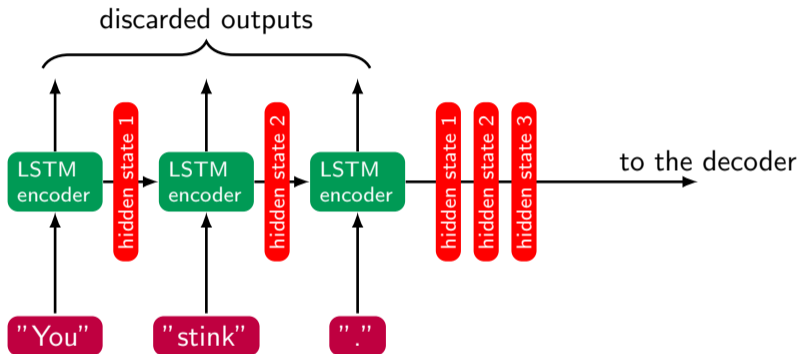 discarded outputs
LSTM
encoder
hidden state 1
LSTM
encoder
hidden state 2
LSTM
encoder
hidden state 1
hidden state 2
hidden state 3
to the decoder
"You"
"stink"
"."